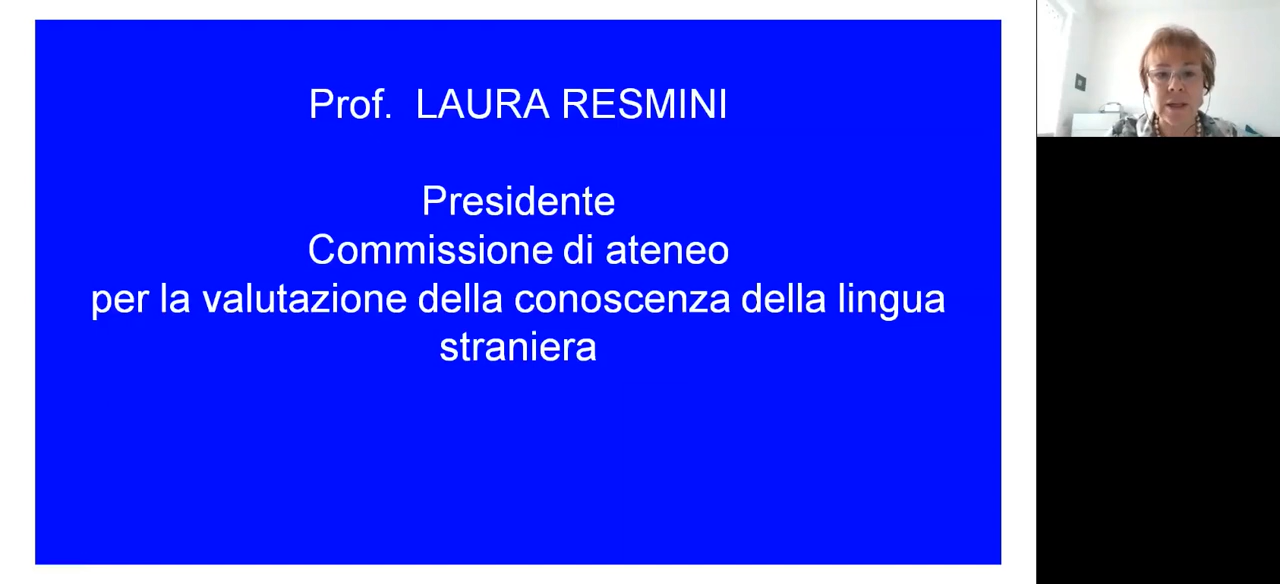 Prof.  LAURA RESMINI
Presidente
Commissione di ateneo
per la valutazione della conoscenza della lingua
straniera